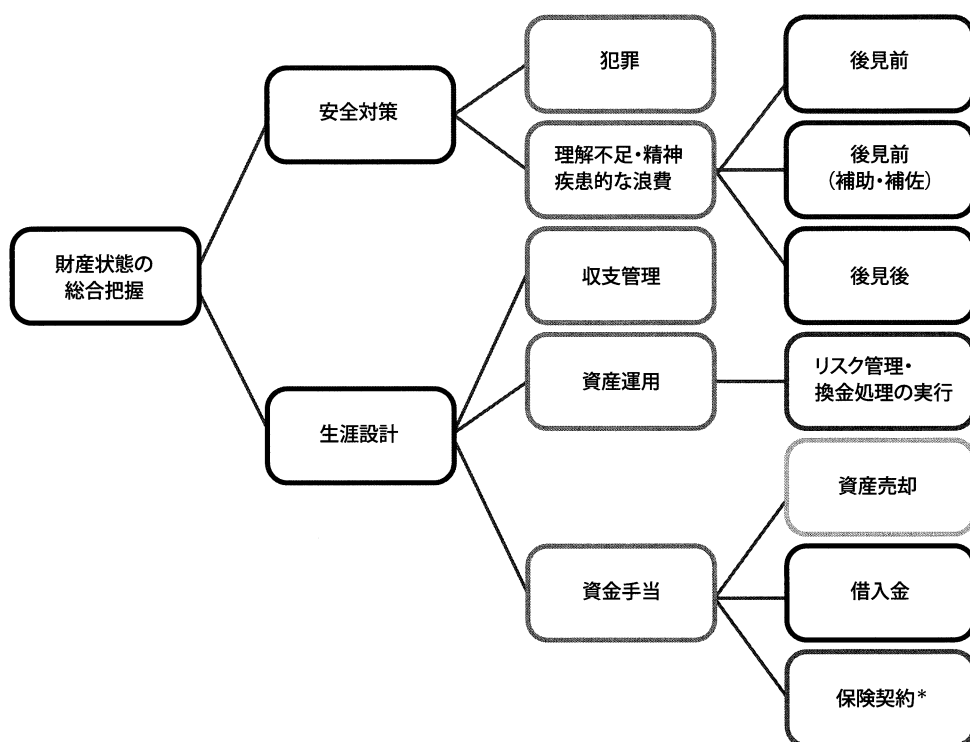 財産状態の
総合把握
安全対策
生涯設計
犯罪
理解不足・精神
疾患的な浪費
収支管理
資産運用
資金手当
後見前
後見前
（補助・補佐）
後見後
リスク管理・
換金処理の実行
資産売却
借入金
保険契約*